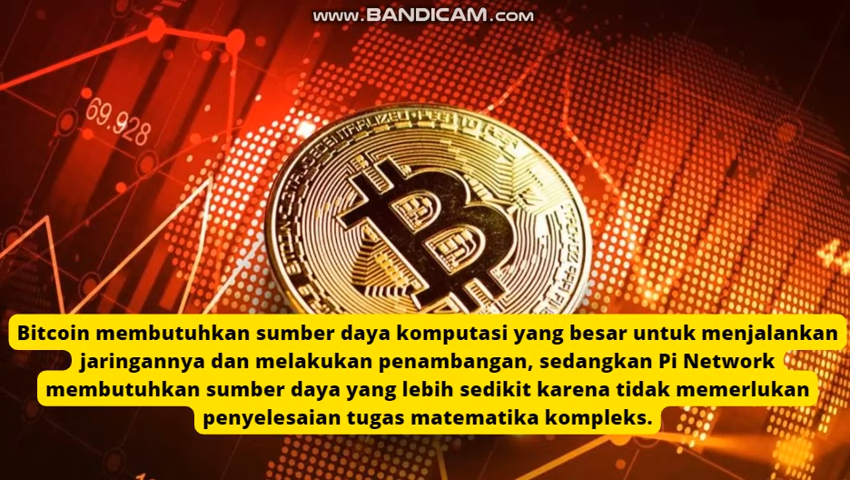 www.BANDICAM.com
69.928
Bitcoin membutuhkan sumber daya komputasi yang besar untuk menjalankan
jaringannya dan melakukan penambangan, sedangkan Pi Network
membutuhkan sumber daya yang lebih sedikit karena tidak memerlukan
penyelesaian tugas matematika kompleks.